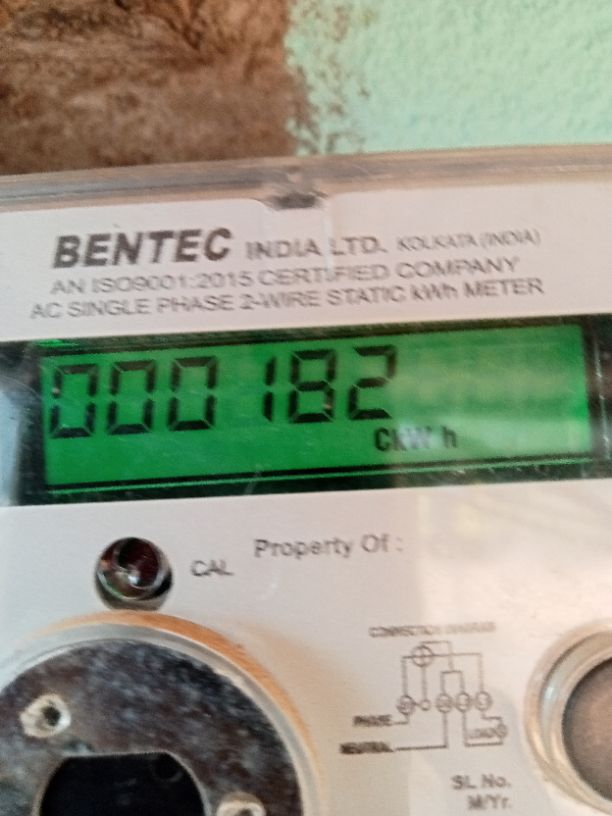 BENTEC INDIA LTD. KOLKATA (INDIA)
AN ISO9001:2015 CERTIFIED COMPANY
AC SINGLE PHASE 2-WIRE STATIC kWh METER
000182
CkW h
CAL
Property Of :
CONNECTION DIAGRAM
PHASE
LOAD
NEUTRAL
SL No.
M/Yr.